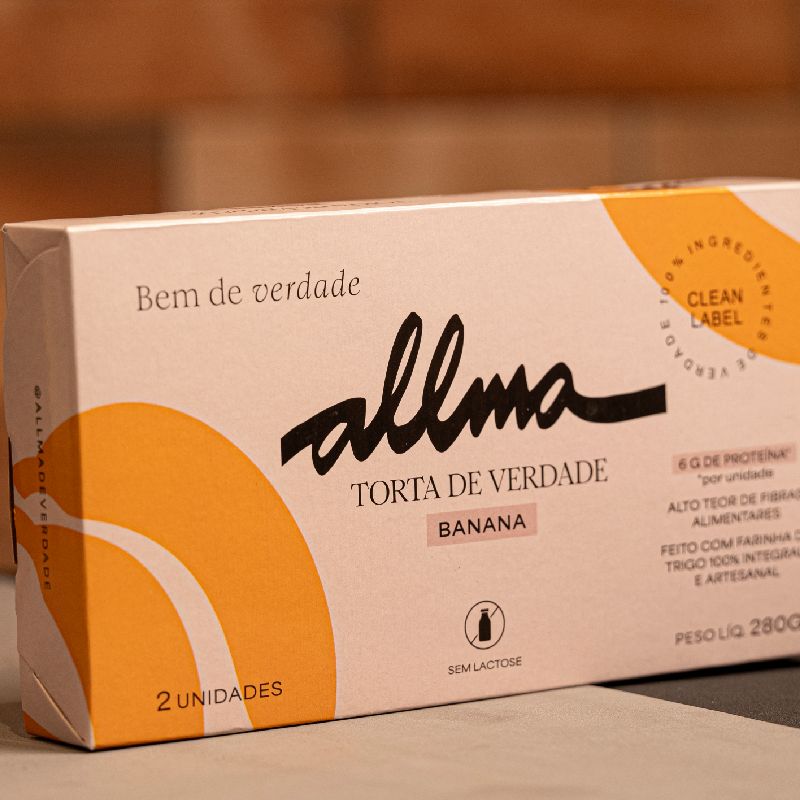 Bem de verdade
100% INGREDIENTES DE VERDADE
CLEAN
LABEL
allma
TORTA DE VERDADE
BANANA
6 G DE PROTEÍNA*
*por unidade
ALTO TEOR DE FIBRAS
ALIMENTARES
FEITO COM FARINHA D
TRIGO 100% INTEGRAL
E ARTESANAL
SEM LACTOSE
PESO LÍQ. 280G
2 UNIDADES
@ALLMADEVERDADE